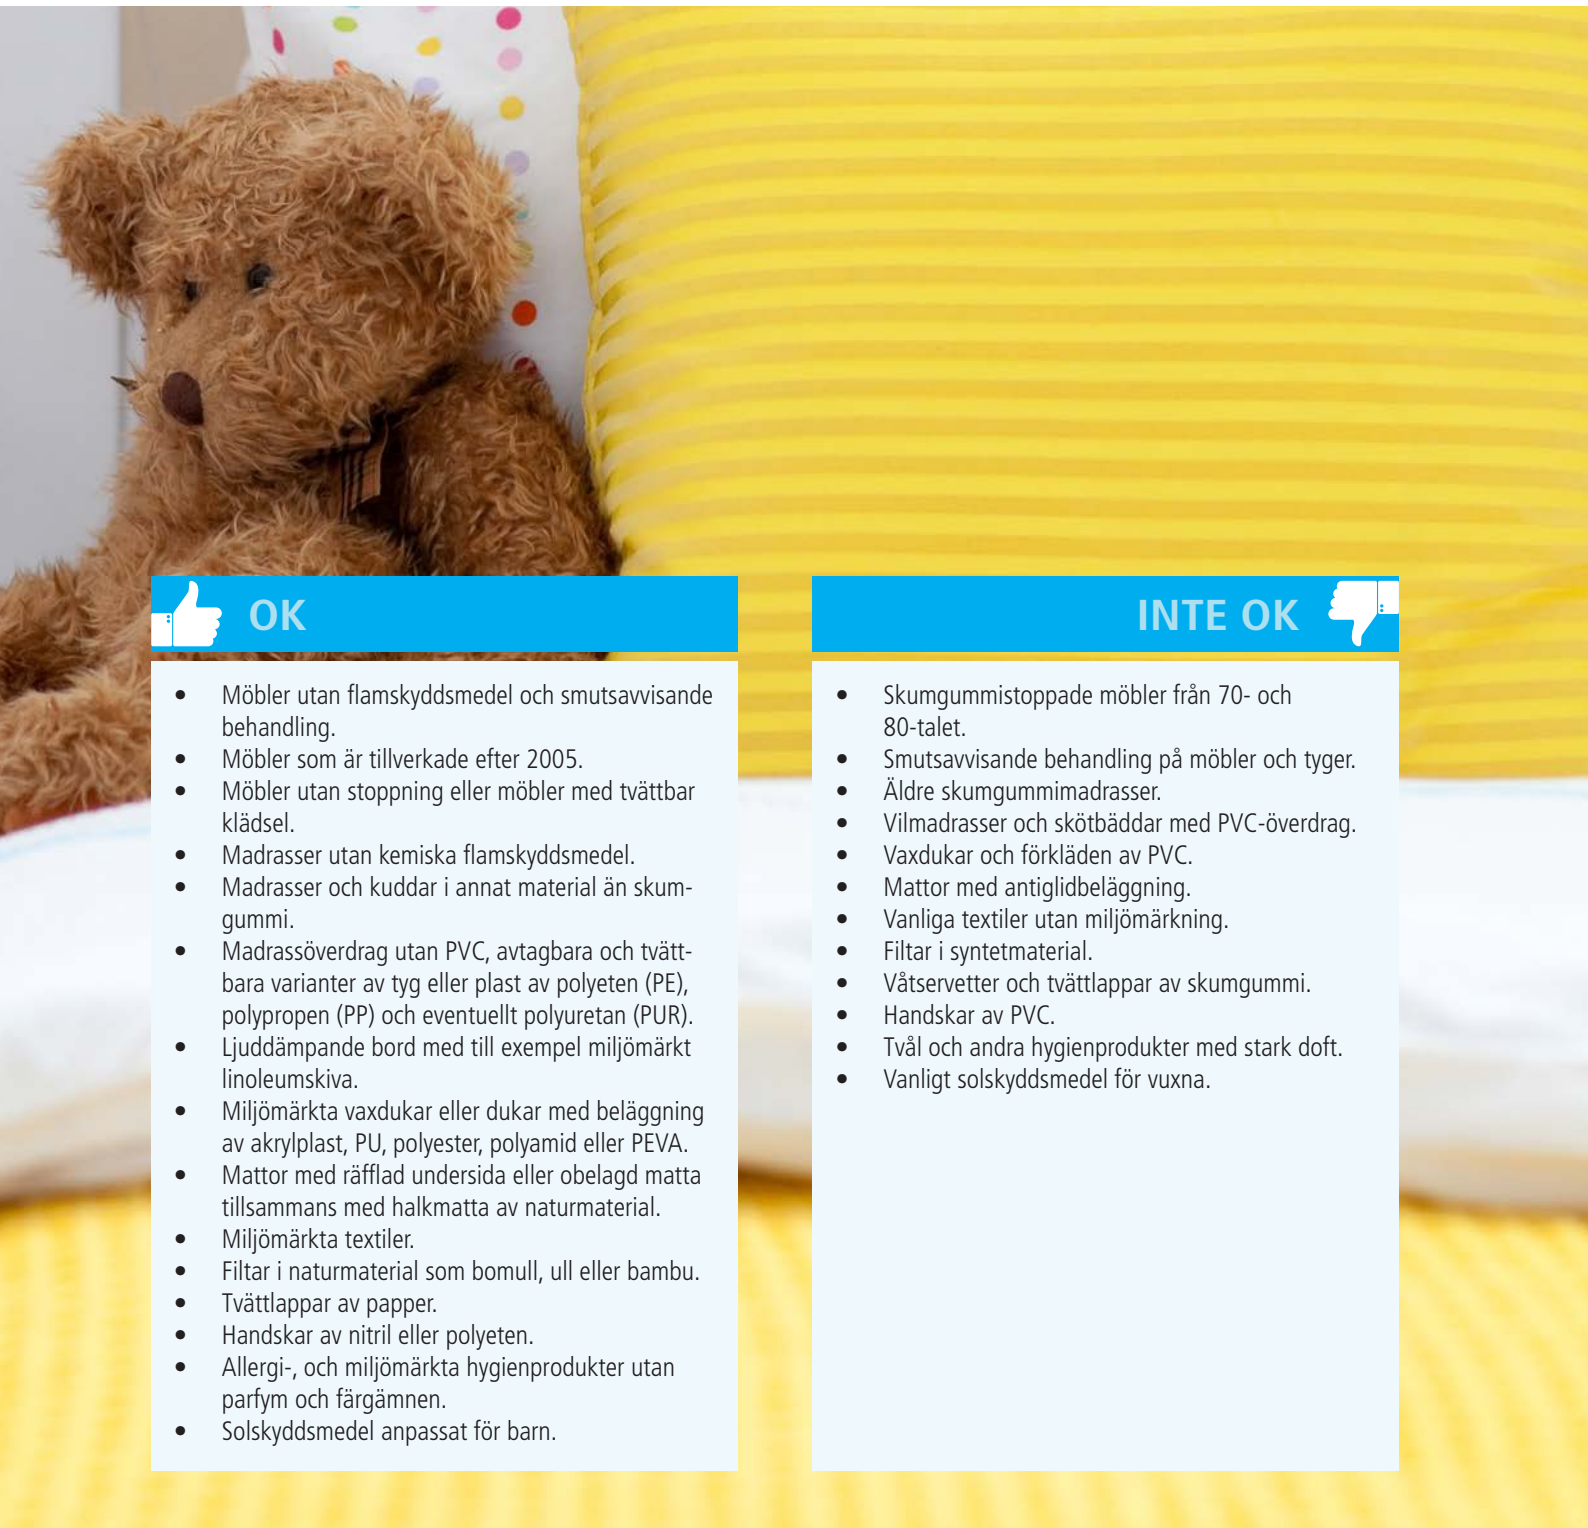 OK
• Möbler utan flamskyddsmedel och smutsavvisande
behandling.
• Möbler som är tillverkade efter 2005.
• Möbler utan stoppning eller möbler med tvättbar
klädsel.
• Madrasser utan kemiska flamskyddsmedel.
• Madrasser och kuddar i annat material än skum-
gummi.
• Madrassöverdrag utan PVC, avtagbara och tvätt-
bara varianter av tyg eller plast av polyeten (PE),
polypropen (PP) och eventuellt polyuretan (PUR).
• Ljuddämpande bord med till exempel miljömärkt
linoleumskiva.
• Miljömärkta vaxdukar eller dukar med beläggning
av akrylplast, PU, polyester, polyamid eller PEVA.
• Mattor med räfflad undersida eller obelagd matta
tillsammans med halkmatta av naturmaterial.
• Miljömärkta textiler.
• Filtar i naturmaterial som bomull, ull eller bambu.
• Tvättlappar av papper.
• Handskar av nitril eller polyeten.
• Allergi-, och miljömärkta hygienprodukter utan
parfym och färgämnen.
• Solskyddsmedel anpassat för barn.
INTE OK
• Skumgummistoppade möbler från 70- och
80-talet.
• Smutsavvisande behandling på möbler och tyger.
• Äldre skumgummimadrasser.
• Vilmadrasser och skötbäddar med PVC-överdrag.
• Vaxdukar och förkläden av PVC.
• Mattor med antiglidbeläggning.
• Vanliga textiler utan miljömärkning.
• Filtar i syntetmaterial.
• Våtservetter och tvättlappar av skumgummi.
• Handskar av PVC.
• Tvål och andra hygienprodukter med stark doft.
• Vanligt solskyddsmedel för vuxna.